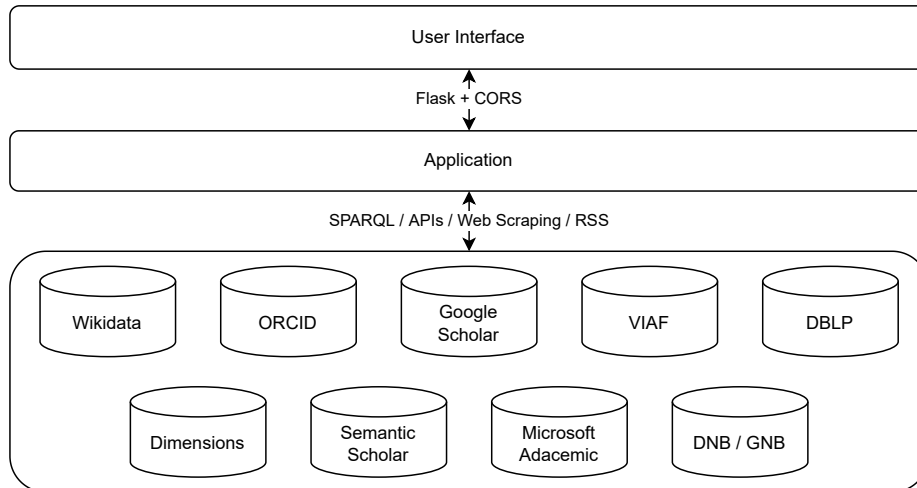 User Interface
Flask + CORS
Application
SPARQL / APIs / Web Scraping / RSS
Wikidata
ORCID
Google
Scholar
VIAF
DBLP
Dimensions
Semantic
Scholar
Microsoft
Adacemic
DNB / GNB